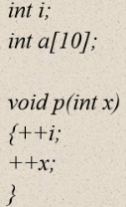 int i;
int a[10];
void p(int x)
{++i;
++x;
}